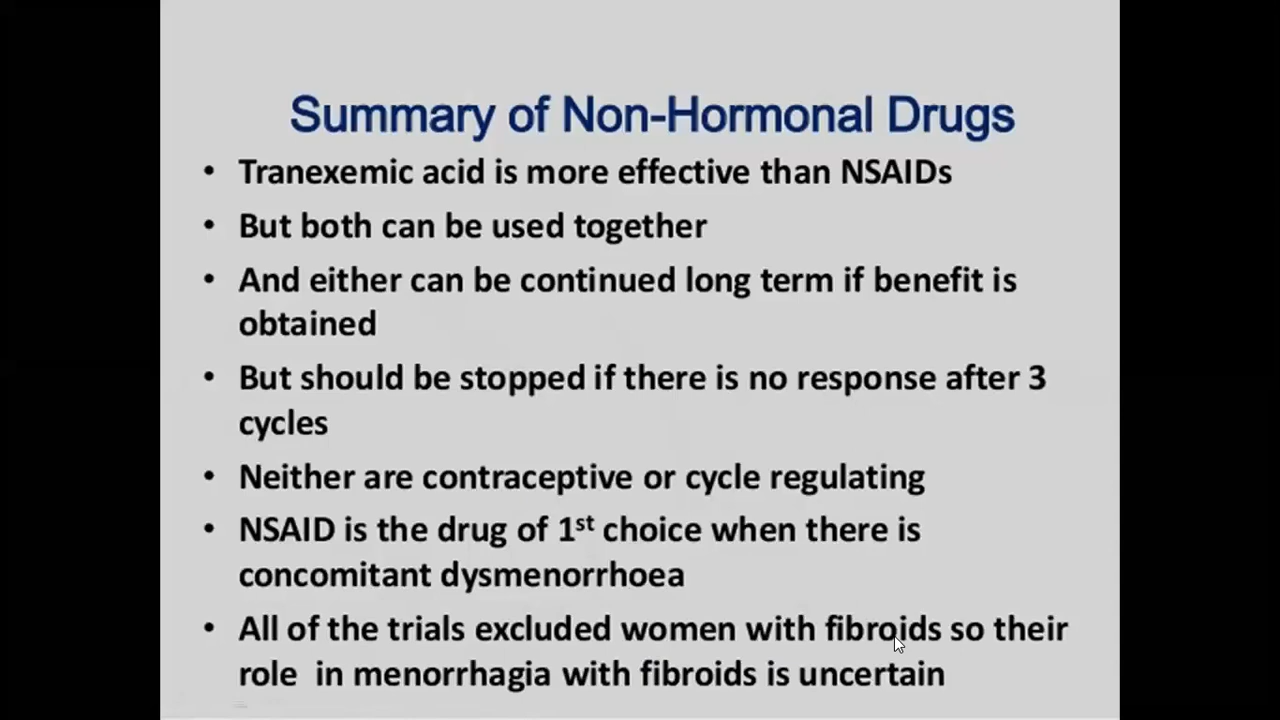 Summary of Non-Hormonal Drugs
• Tranexemic acid is more effective than NSAIDs
• But both can be used together
• And either can be continued long term if benefit is
obtained
• But should be stopped if there is no response after 3
cycles
• Neither are contraceptive or cycle regulating
• NSAID is the drug of 1st choice when there is
concomitant dysmenorrhoea
• All of the trials excluded women with fibroids so their
role  in menorrhagia with fibroids is uncertain